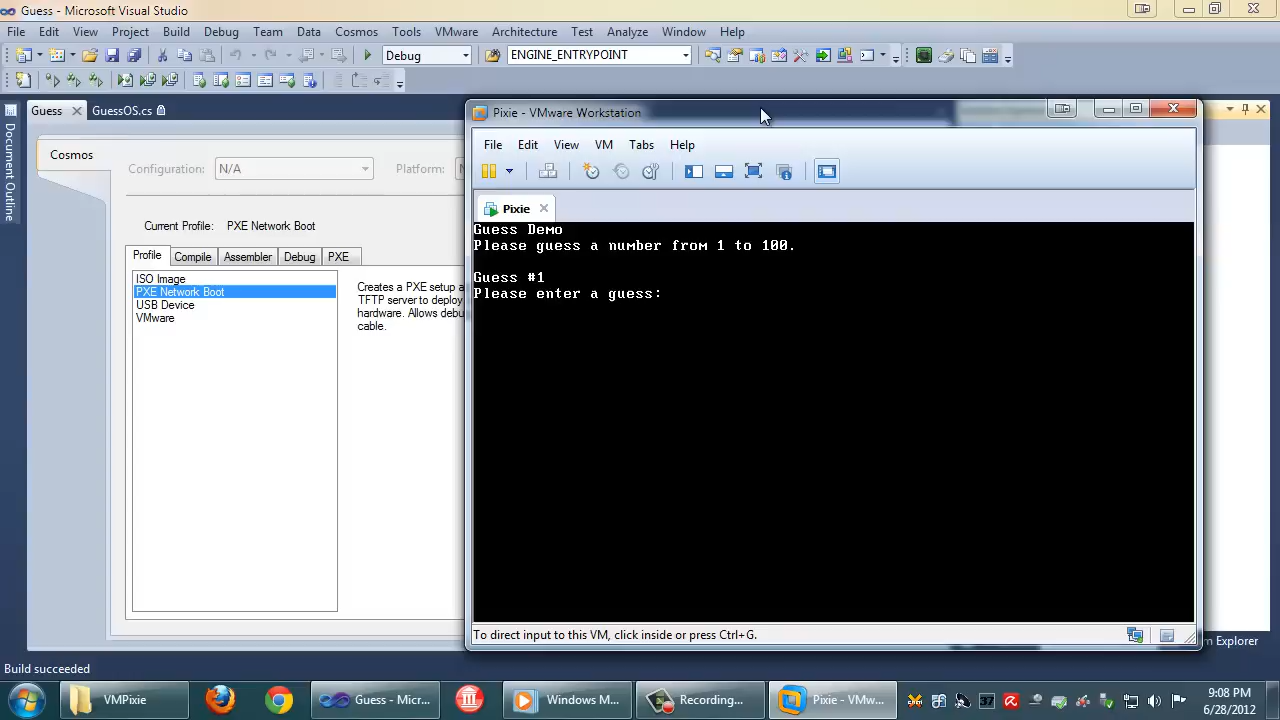 Guess - Microsoft Visual Studio
File Edit View Project Build Debug Team Data Cosmos Tools VMware Architecture Test Analyze Window Help
Debug ENGINE_ENTRYPOINT
Guess GuessOS.cs
Document Outline
Cosmos
Configuration: N/A Platform:
Current Profile: PXE Network Boot
Profile Compile Assembler Debug PXE
ISO Image
PXE Network Boot
USB Device
VMware
Creates a PXE setup a
TFTP server to deploy
hardware. Allows debu
cable.
Pixie - VMware Workstation
File Edit View VM Tabs Help
Pixie
Guess Demo
Please guess a number from 1 to 100.
Guess #1
Please enter a guess:
To direct input to this VM, click inside or press Ctrl+G.
m Explorer
Build succeeded
VMPixie
Guess - Micr...
Windows M...
Recording...
Pixie - VMw...
37
9:08 PM
6/28/2012